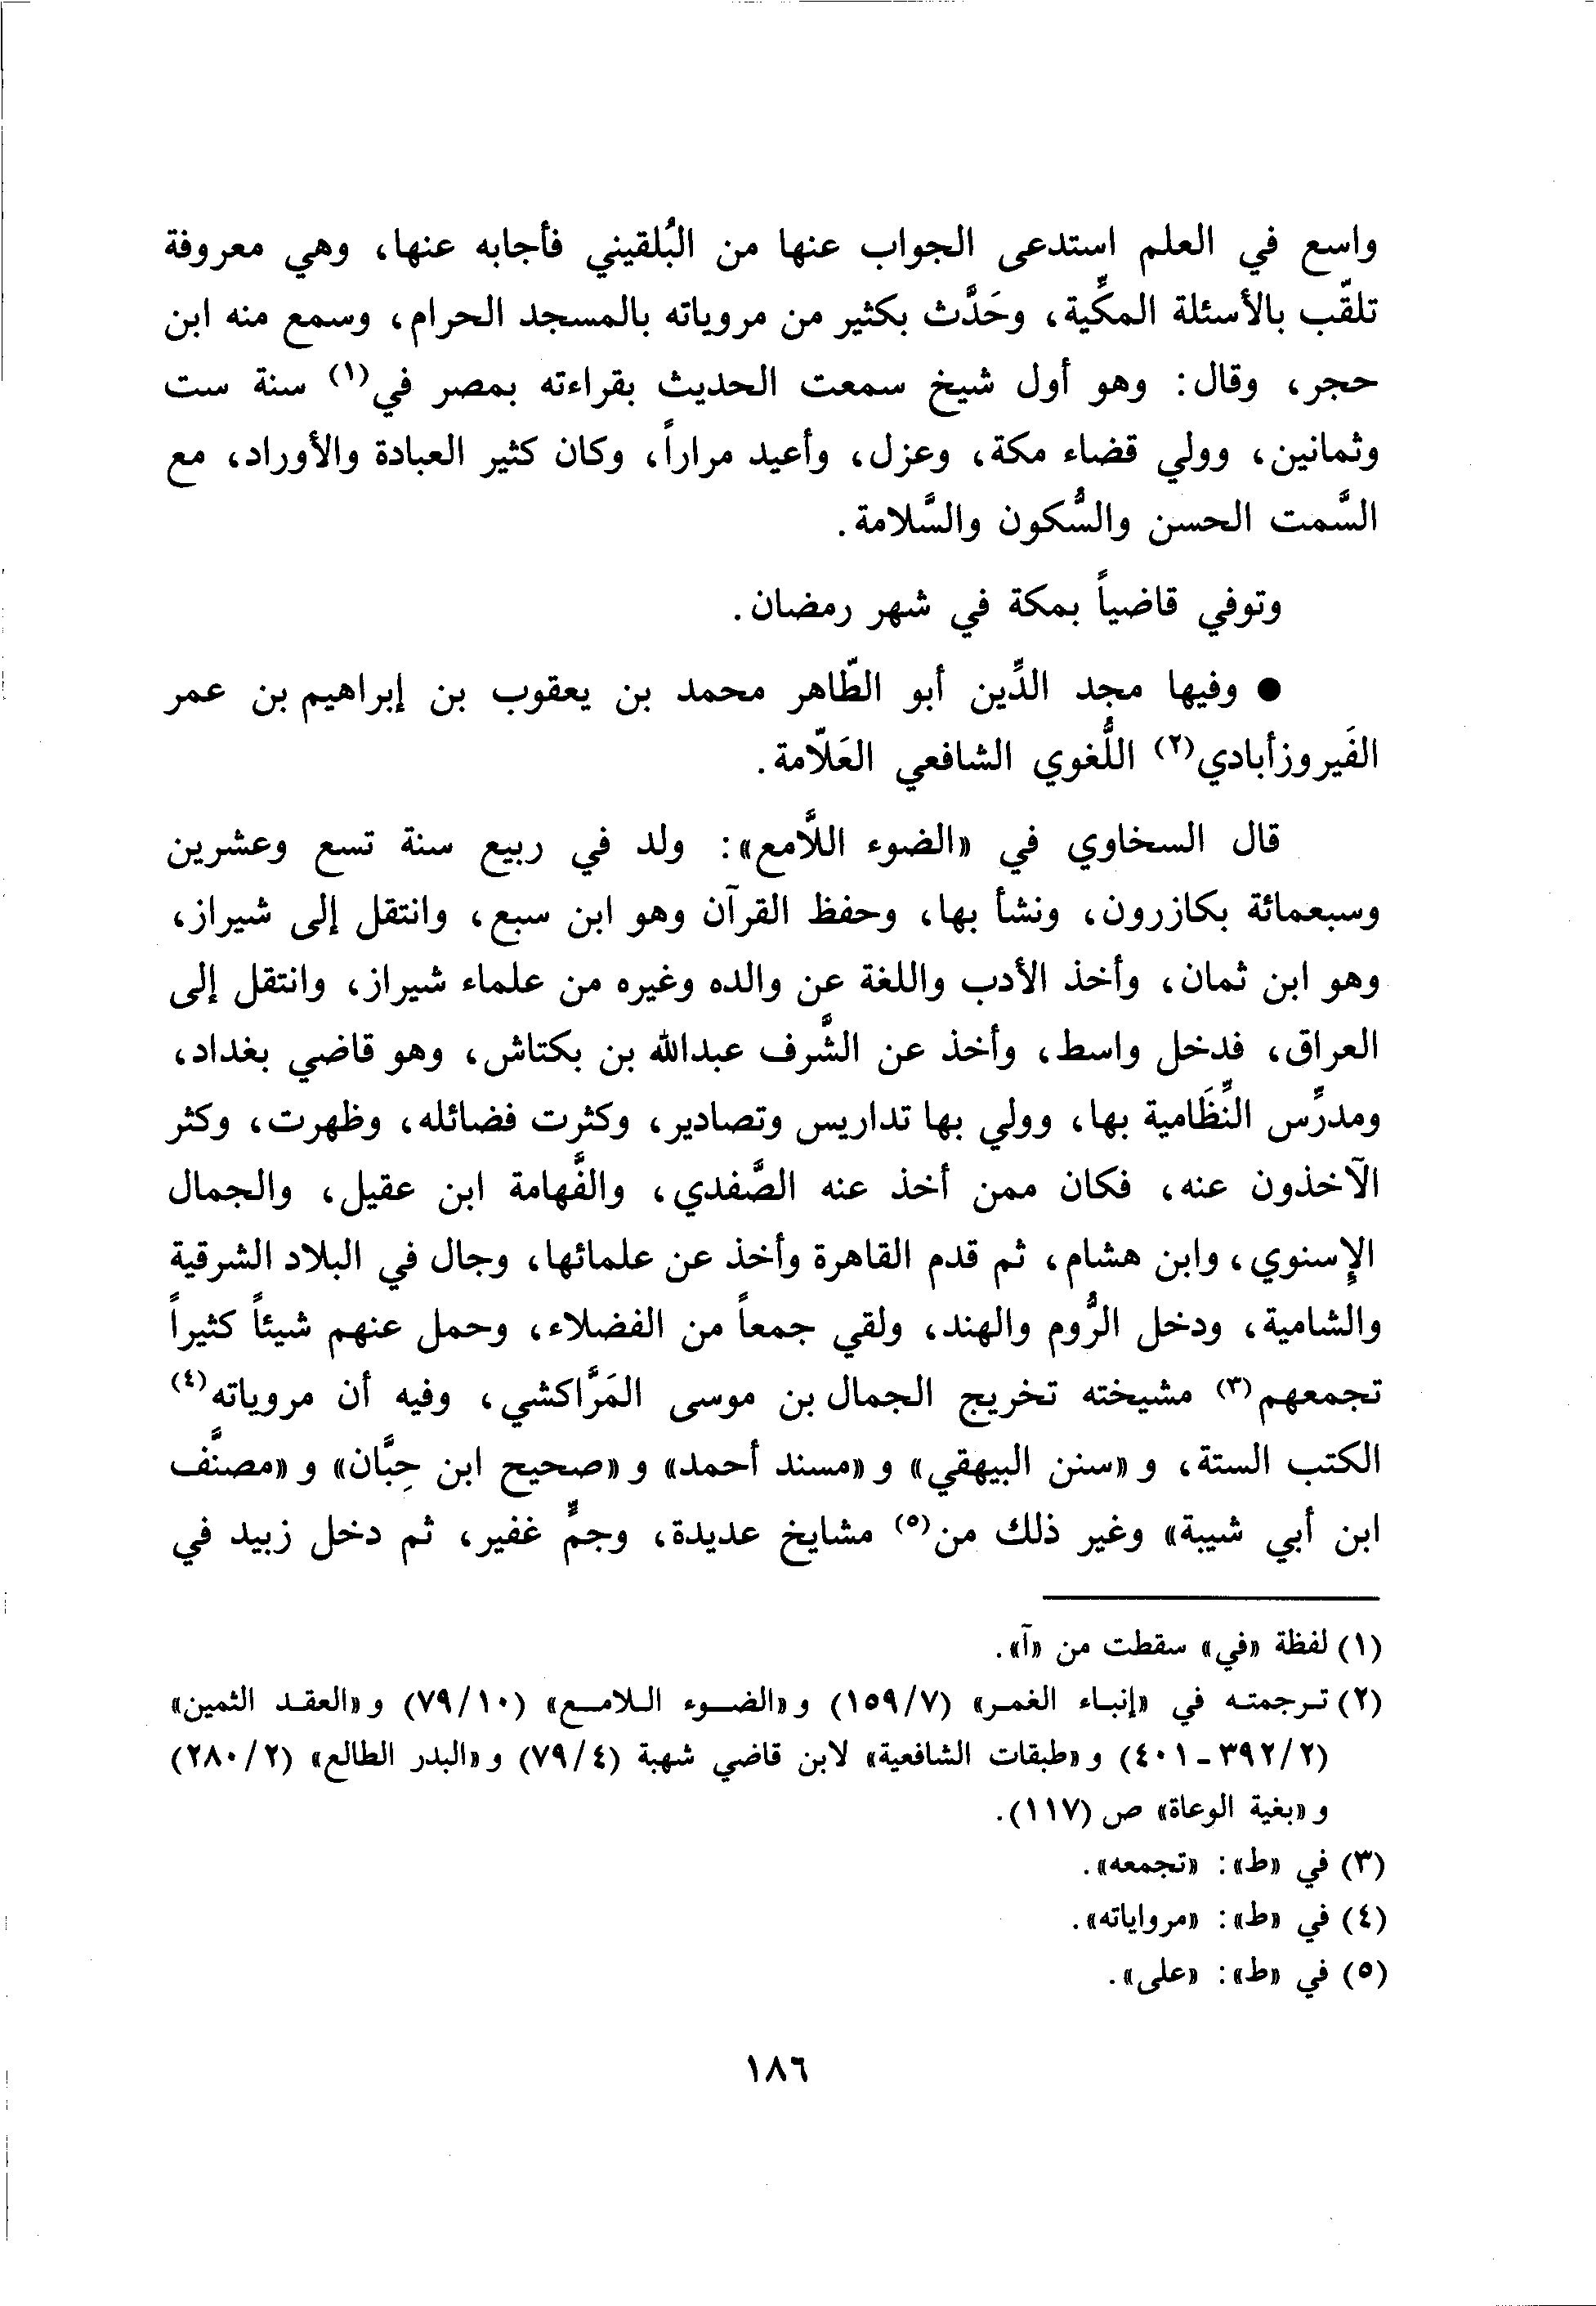 واسع في العلم استدعى الجواب عنها من البُلقيني فأجابه عنها، وهي معروفة
تلقّب بالأسئلة المكِّية، وحَدَّث بكثير من مروياته بالمسجد الحرام، وسمع منه ابن
حجر، وقال: وهو أول شيخ سمعت الحديث بقراءته بمصر في(١) سنة ست
وثمانين، وولي قضاء مكة، وعزل، وأعيد مراراً، وكان كثير العبادة والأوراد، مع
السَّمت الحسن والسُّكون والسَّلامة.
وتوفي قاضياً بمكة في شهر رمضان.
● وفيها مجد الدِّين أبو الطّاهر محمد بن يعقوب بن إبراهيم بن عمر
الفَيروزأبادي(٢) اللُّغوي الشافعي العَلّامة.
قال السخاوي في «الضوء اللَّامع»: ولد في ربيع سنة تسع وعشرين
وسبعمائة بكازرون، ونشأ بها، وحفظ القرآن وهو ابن سبع، وانتقل إلى شيراز،
وهو ابن ثمان، وأخذ الأدب واللغة عن والده وغيره من علماء شيراز، وانتقل إلى
العراق، فدخل واسط، وأخذ عن الشَّرف عبدالله بن بكتاش، وهو قاضي بغداد،
ومدرِّس النِّظَامية بها، وولي بها تداريس وتصادير، وكثرت فضائله، وظهرت، وكثر
الآخذون عنه، فكان ممن أخذ عنه الصَّفدي، والفَّهامة ابن عقيل، والجمال
الإسنوي، وابن هشام، ثم قدم القاهرة وأخذ عن علمائها، وجال في البلاد الشرقية
والشامية، ودخل الرُّوم والهند، ولقي جمعاً من الفضلاء، وحمل عنهم شيئاً كثيراً
تجمعهم(٣) مشيخته تخريج الجمال بن موسى المَرَّاكشي، وفيه أن مروياته(٤)
الكتب الستة، و«سنن البيهقي» و«مسند أحمد» و«صحيح ابن حِبَّان» و«مصنَّف
ابن أبي شيبة» وغير ذلك من(٥) مشايخ عديدة، وجمٍّ غفير، ثم دخل زبيد في
(١) لفظة «في» سقطت من «آ».
(٢) ترجمته في «إنباء الغمر» (١٥٩/٧) و«الضوء اللامع» (٧٩/١٠) و«العقد الثمين»
(٣٩٢/٢ - ٤٠١) و«طبقات الشافعية» لابن قاضي شهبة (٧٩/٤) و«البدر الطالع» (٢٨٠/٢)
و«بغية الوعاة» ص (١١٧).
(٣) في «ط»: «تجمعه».
(٤) في «ط»: «مرواياته».
(٥) في «ط»: «على».
١٨٦